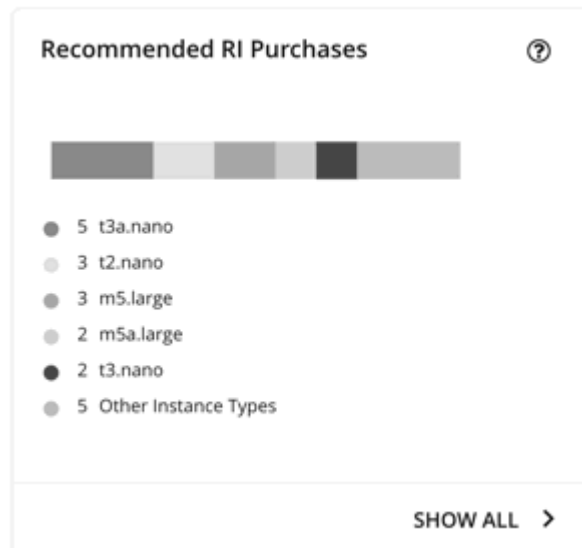 Recommended RI Purchases
5 t3a.nano
3 t2.nano
3 m5.large
2 m5a.large
2 t3.nano
5 Other Instance Types
SHOW ALL